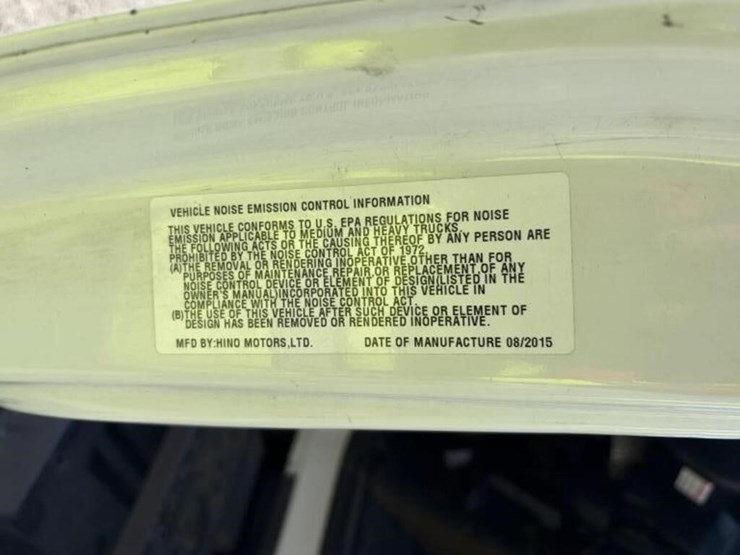 VEHICLE NOISE EMISSION CONTROL INFORMATION
THIS VEHICLE CONFORMS TO U.S. EPA REGULATIONS FOR NOISE
EMISSION APPLICABLE TO MEDIUM AND HEAVY TRUCKS.
THE FOLLOWING ACTS OR THE CAUSING THEREOF BY ANY PERSON ARE
PROHIBITED BY THE NOISE CONTROL ACT OF 1972.
(A)THE REMOVAL OR RENDERING INOPERATIVE,OTHER THAN FOR
PURPOSES OF MAINTENANCE,REPAIR,OR REPLACEMENT,OF ANY
NOISE CONTROL DEVICE OR ELEMENT OF DESIGN(LISTED IN THE
OWNER'S MANUAL)INCORPORATED INTO THIS VEHICLE IN
COMPLIANCE WITH THE NOISE CONTROL ACT.
(B)THE USE OF THIS VEHICLE AFTER SUCH DEVICE OR ELEMENT OF
DESIGN HAS BEEN REMOVED OR RENDERED INOPERATIVE.
MFD BY:HINO MOTORS,LTD. DATE OF MANUFACTURE 08/2015